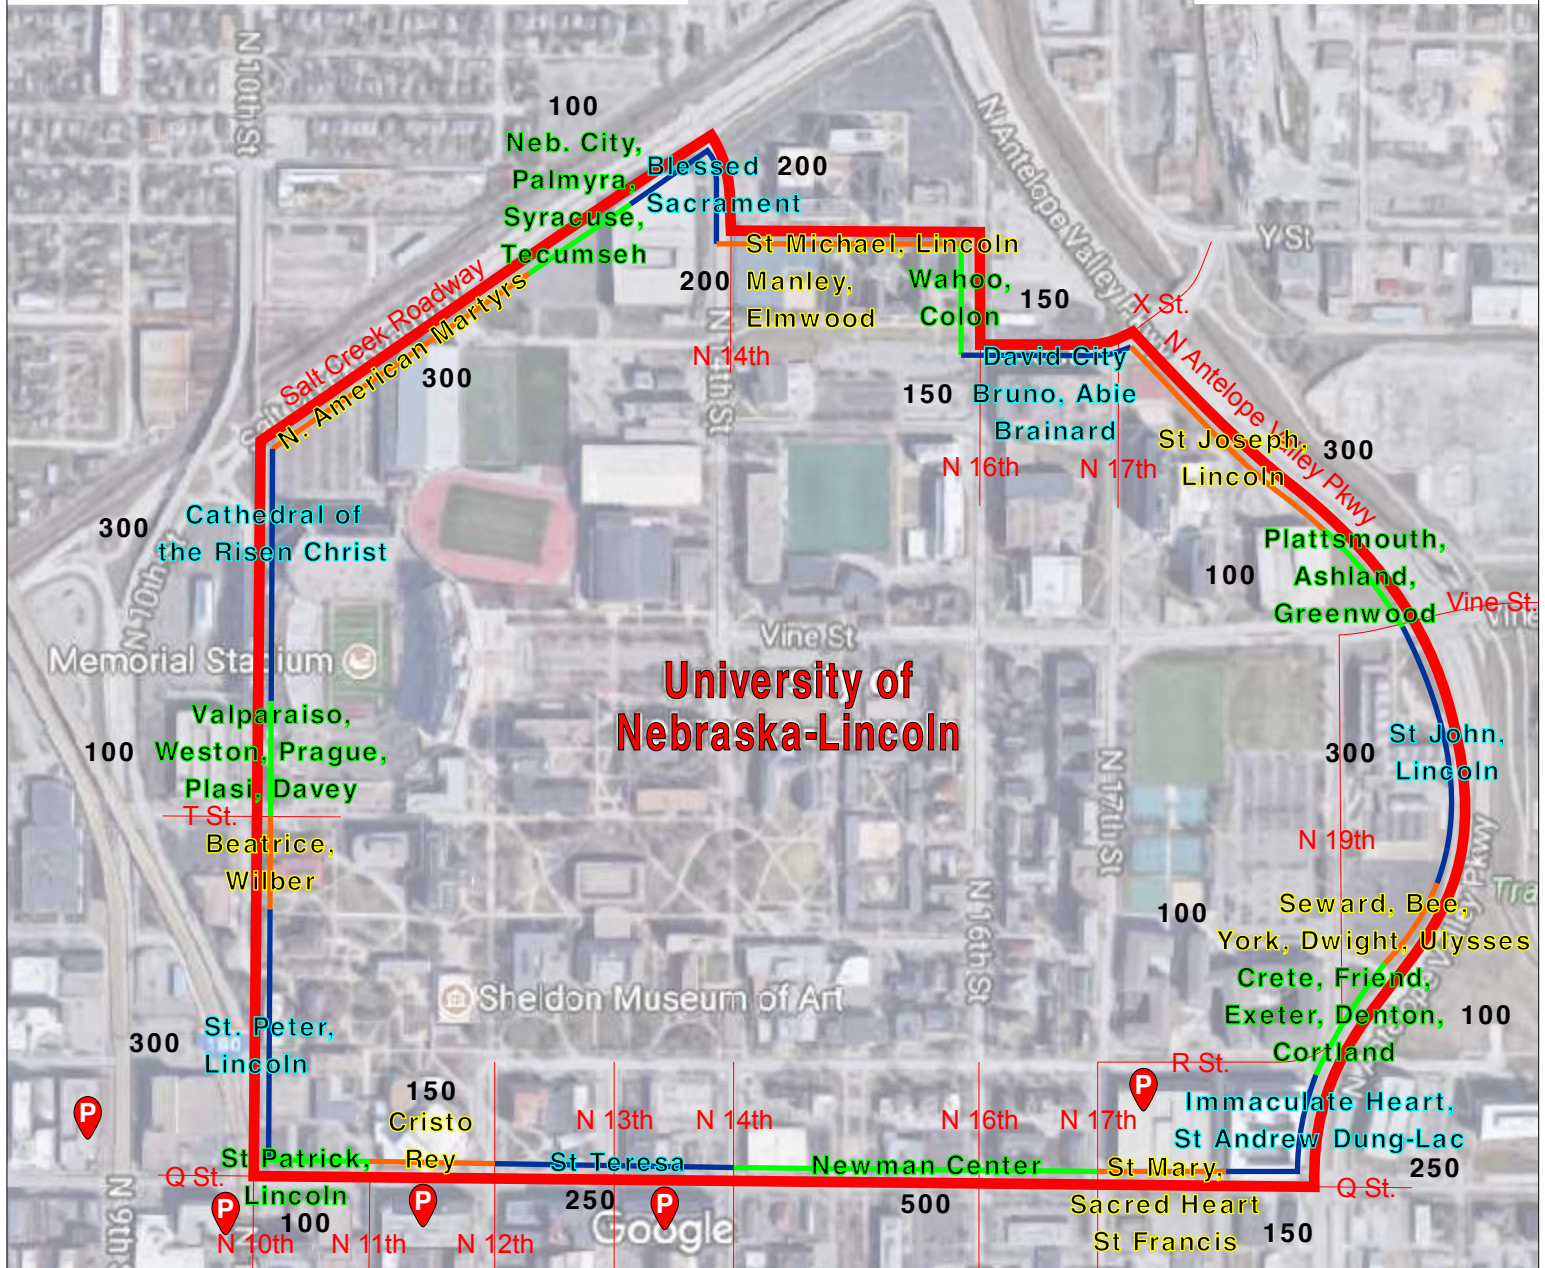 N 10th St
100
Neb. City,
Palmyra,
Syracuse,
Tecumseh
Blessed
Sacrament
200
N Antelope Valley
Y St
St Michael, Lincoln
Manley,
Elmwood
200
Wahoo,
Colon
150
X St.
Salt Creek Roadway
N. American Martyrs
300
N 14th
N 14th St
David City
Bruno, Abie
Brainard
150
N Antelope Valley Pkwy
St Joseph,
Lincoln
300
N 16th
N 17th
Cathedral of
the Risen Christ
300
N 10th St
Plattsmouth,
Ashland,
Greenwood
100
Vine St.
Vine
Vine St
Memorial Stadium
University of
Nebraska-Lincoln
Valparaiso,
Weston, Prague,
Plasi, Davey
100
St John,
Lincoln
300
N 17th St
T St.
Beatrice,
Wilber
N 19th
Seward, Bee,
York, Dwight, Ulysses
100
Crete, Friend,
Exeter, Denton,
Cortland
100
N 16th St
Sheldon Museum of Art
St. Peter,
Lincoln
300
R St.
150
Cristo
Rey
N 13th
N 14th
N 16th
N 17th
P
P
Immaculate Heart,
St Andrew Dung-Lac
250
St Patrick,
Lincoln
100
Q St.
St Teresa
250
Newman Center
500
St Mary,
Sacred Heart
St Francis
150
Q St.
P
P
P
Google
N 9th St
N 10th
N 11th
N 12th